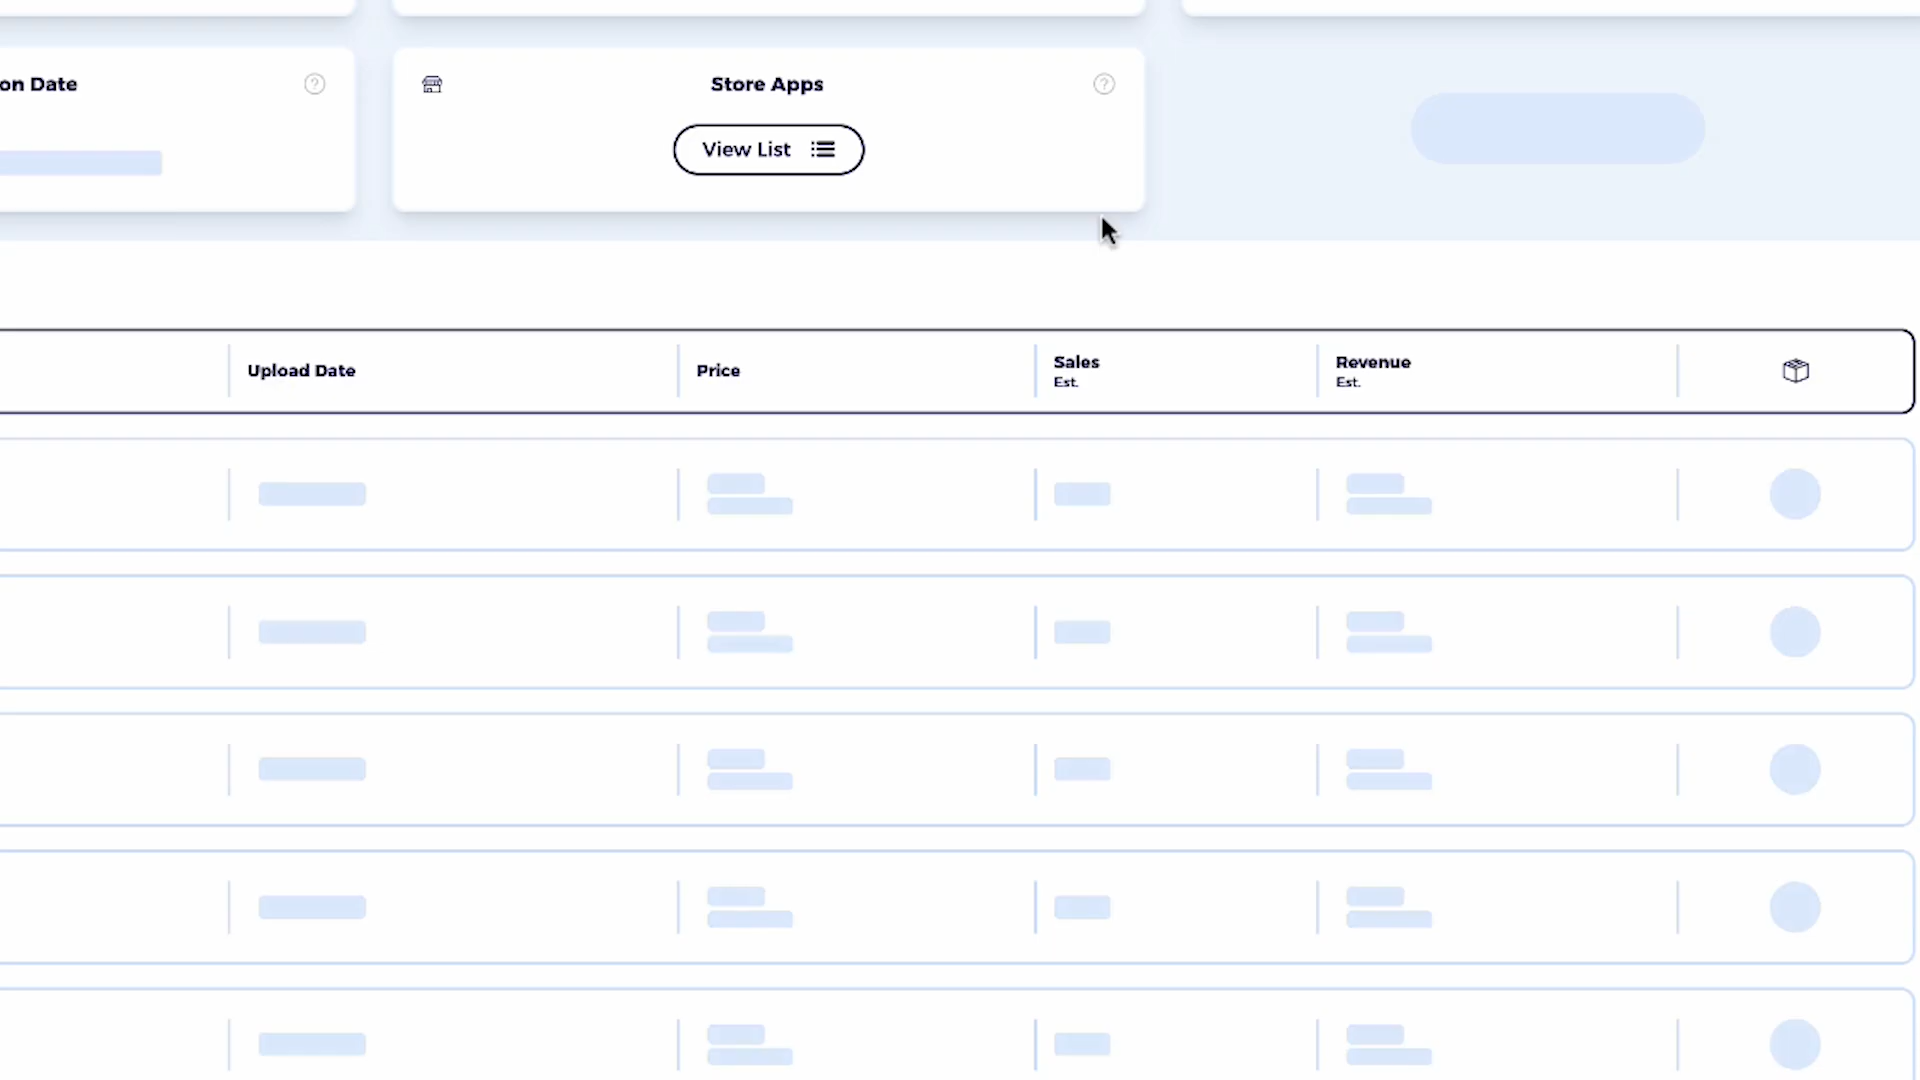 on Date
?
Store Apps
?
View List
Upload Date
Price
Sales
Est.
Revenue
Est.